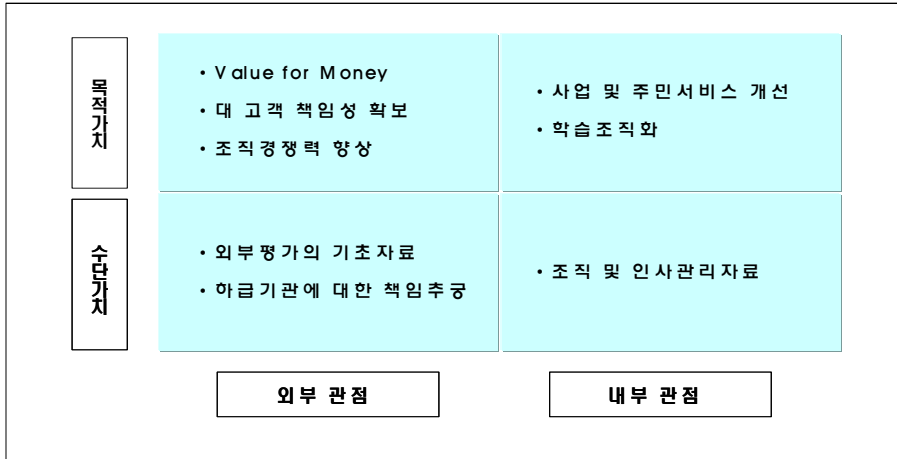 목적가치
• Value for Money
• 대 고객 책임성 확보
• 조직경쟁력 향상
• 사업 및 주민서비스 개선
• 학습조직화
수단가치
• 외부평가의 기초자료
• 하급기관에 대한 책임추궁
• 조직 및 인사관리자료
외부 관점
내부 관점